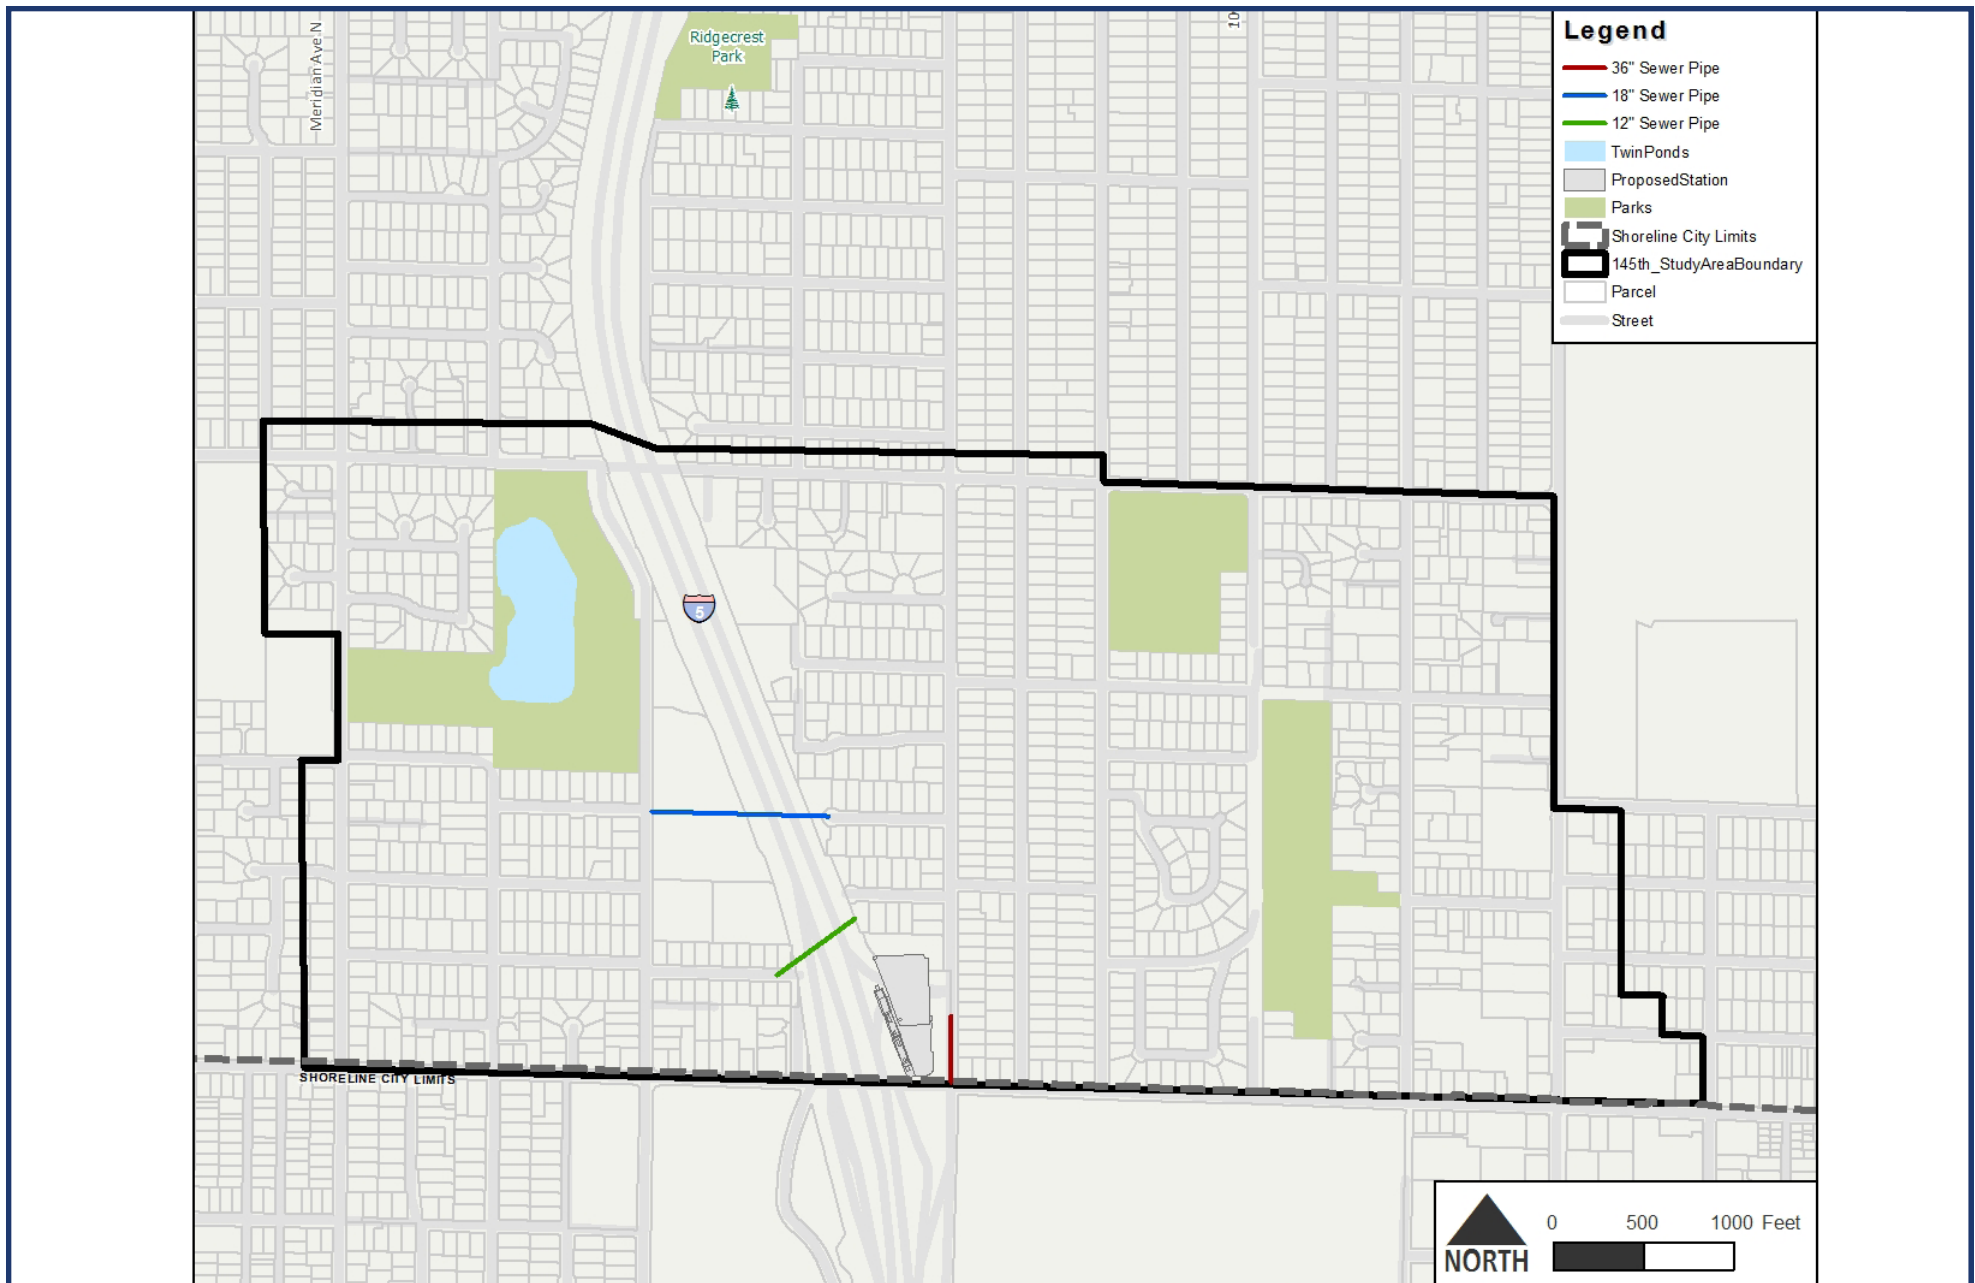 Meridian Ave N
Ridgecrest
Park
10
Legend
36" Sewer Pipe
18" Sewer Pipe
12" Sewer Pipe
TwinPonds
ProposedStation
Parks
Shoreline City Limits
145th_StudyAreaBoundary
Parcel
Street
5
SHORELINE CITY LIMITS
0 500 1000 Feet
NORTH